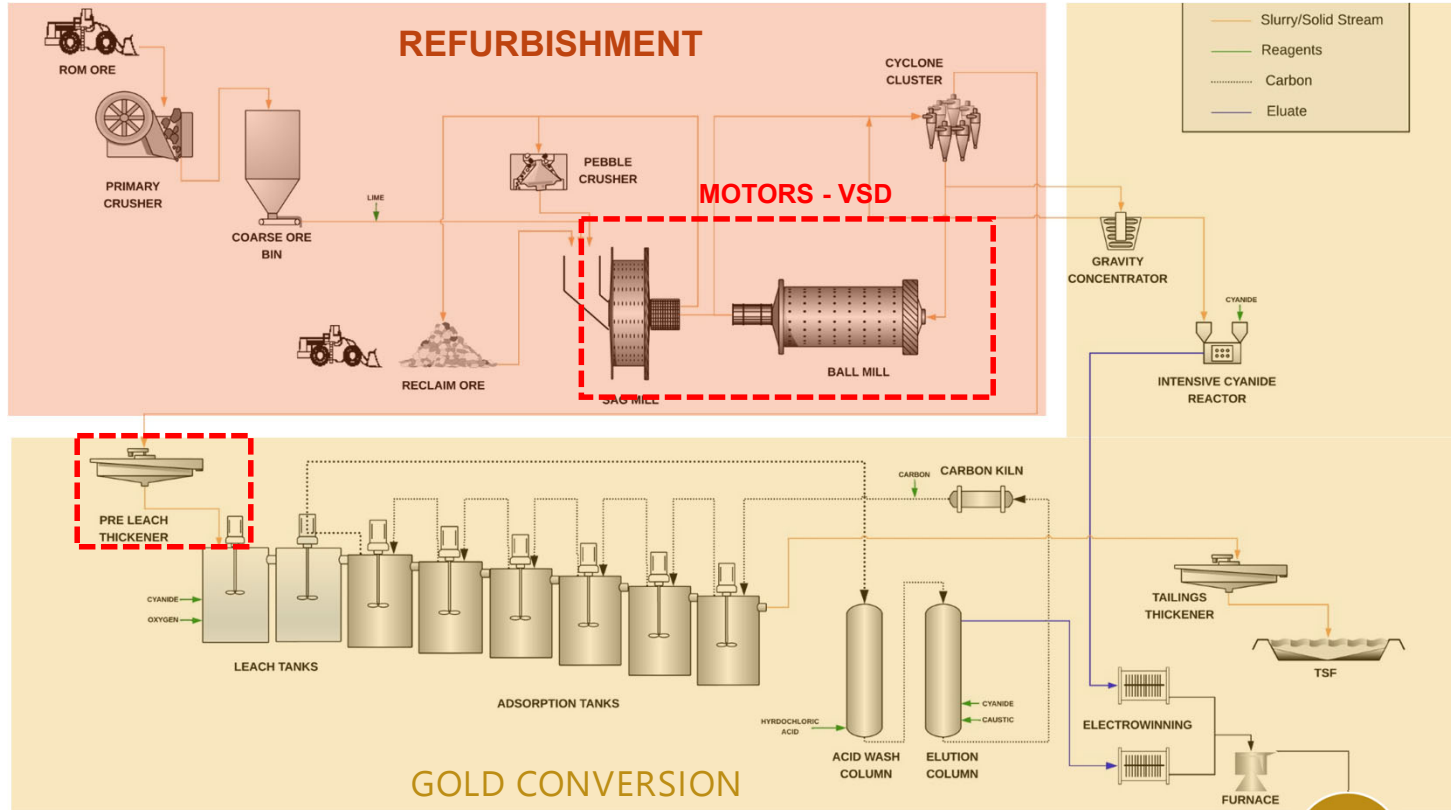 REFURBISHMENT
ROM ORE
PRIMARY
CRUSHER
COARSE ORE
BIN
LIME
PEBBLE
CRUSHER
CYCLONE
CLUSTER
MOTORS - VSD
RECLAIM ORE
SAG MILL
BALL MILL
Slurry/Solid Stream
Reagents
Carbon
Eluate
GRAVITY
CONCENTRATOR
CYANIDE
INTENSIVE CYANIDE
REACTOR
PRE LEACH
THICKENER
CYANIDE
OXYGEN
LEACH TANKS
ADSORPTION TANKS
CARBON
CARBON KILN
HYRDOCHLORIC
ACID
ACID WASH
COLUMN
CYANIDE
CAUSTIC
ELUTION
COLUMN
TAILINGS
THICKENER
TSF
ELECTROWINNING
FURNACE
GOLD CONVERSION